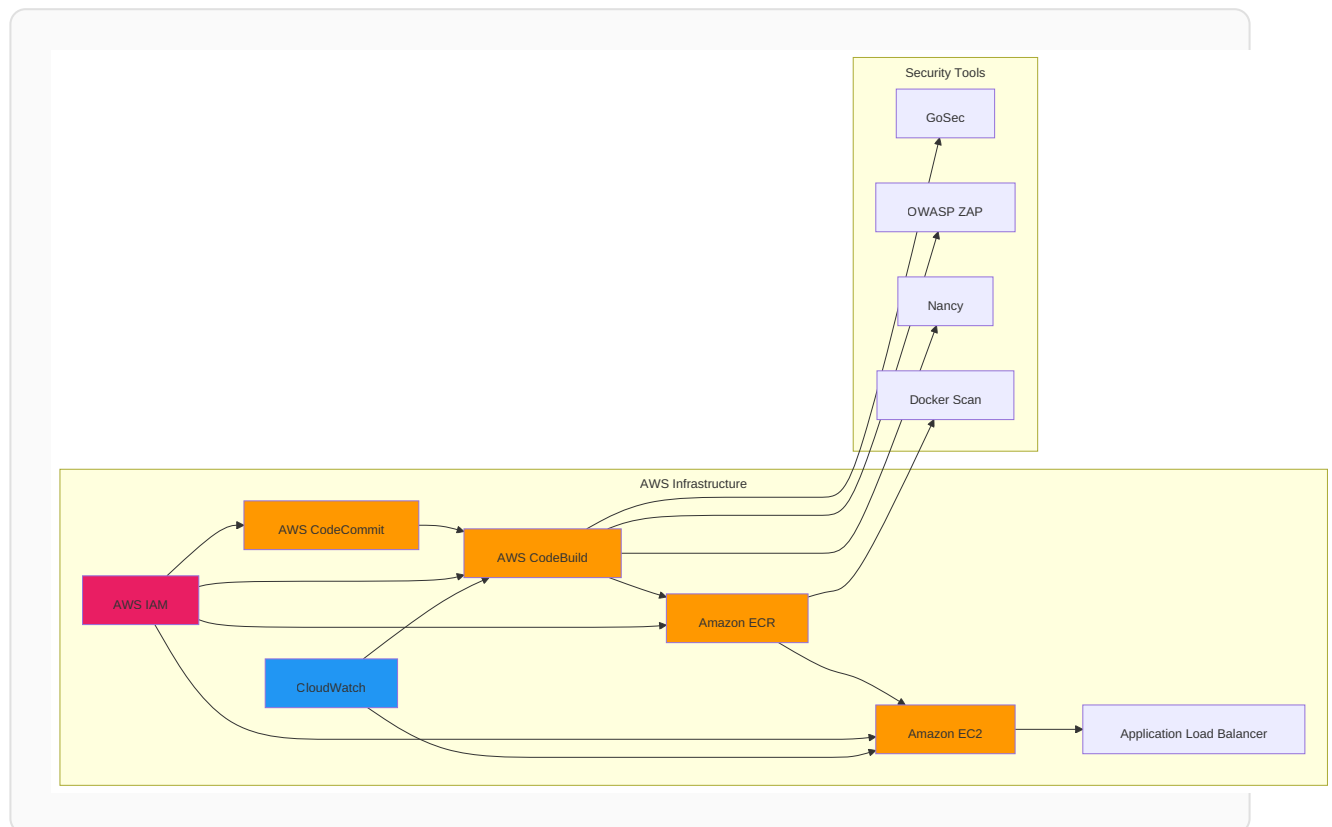 Security Tools
GoSec
OWASP ZAP
Nancy
Docker Scan
AWS Infrastructure
AWS CodeCommit
AWS CodeBuild
AWS IAM
Amazon ECR
CloudWatch
Amazon EC2
Application Load Balancer